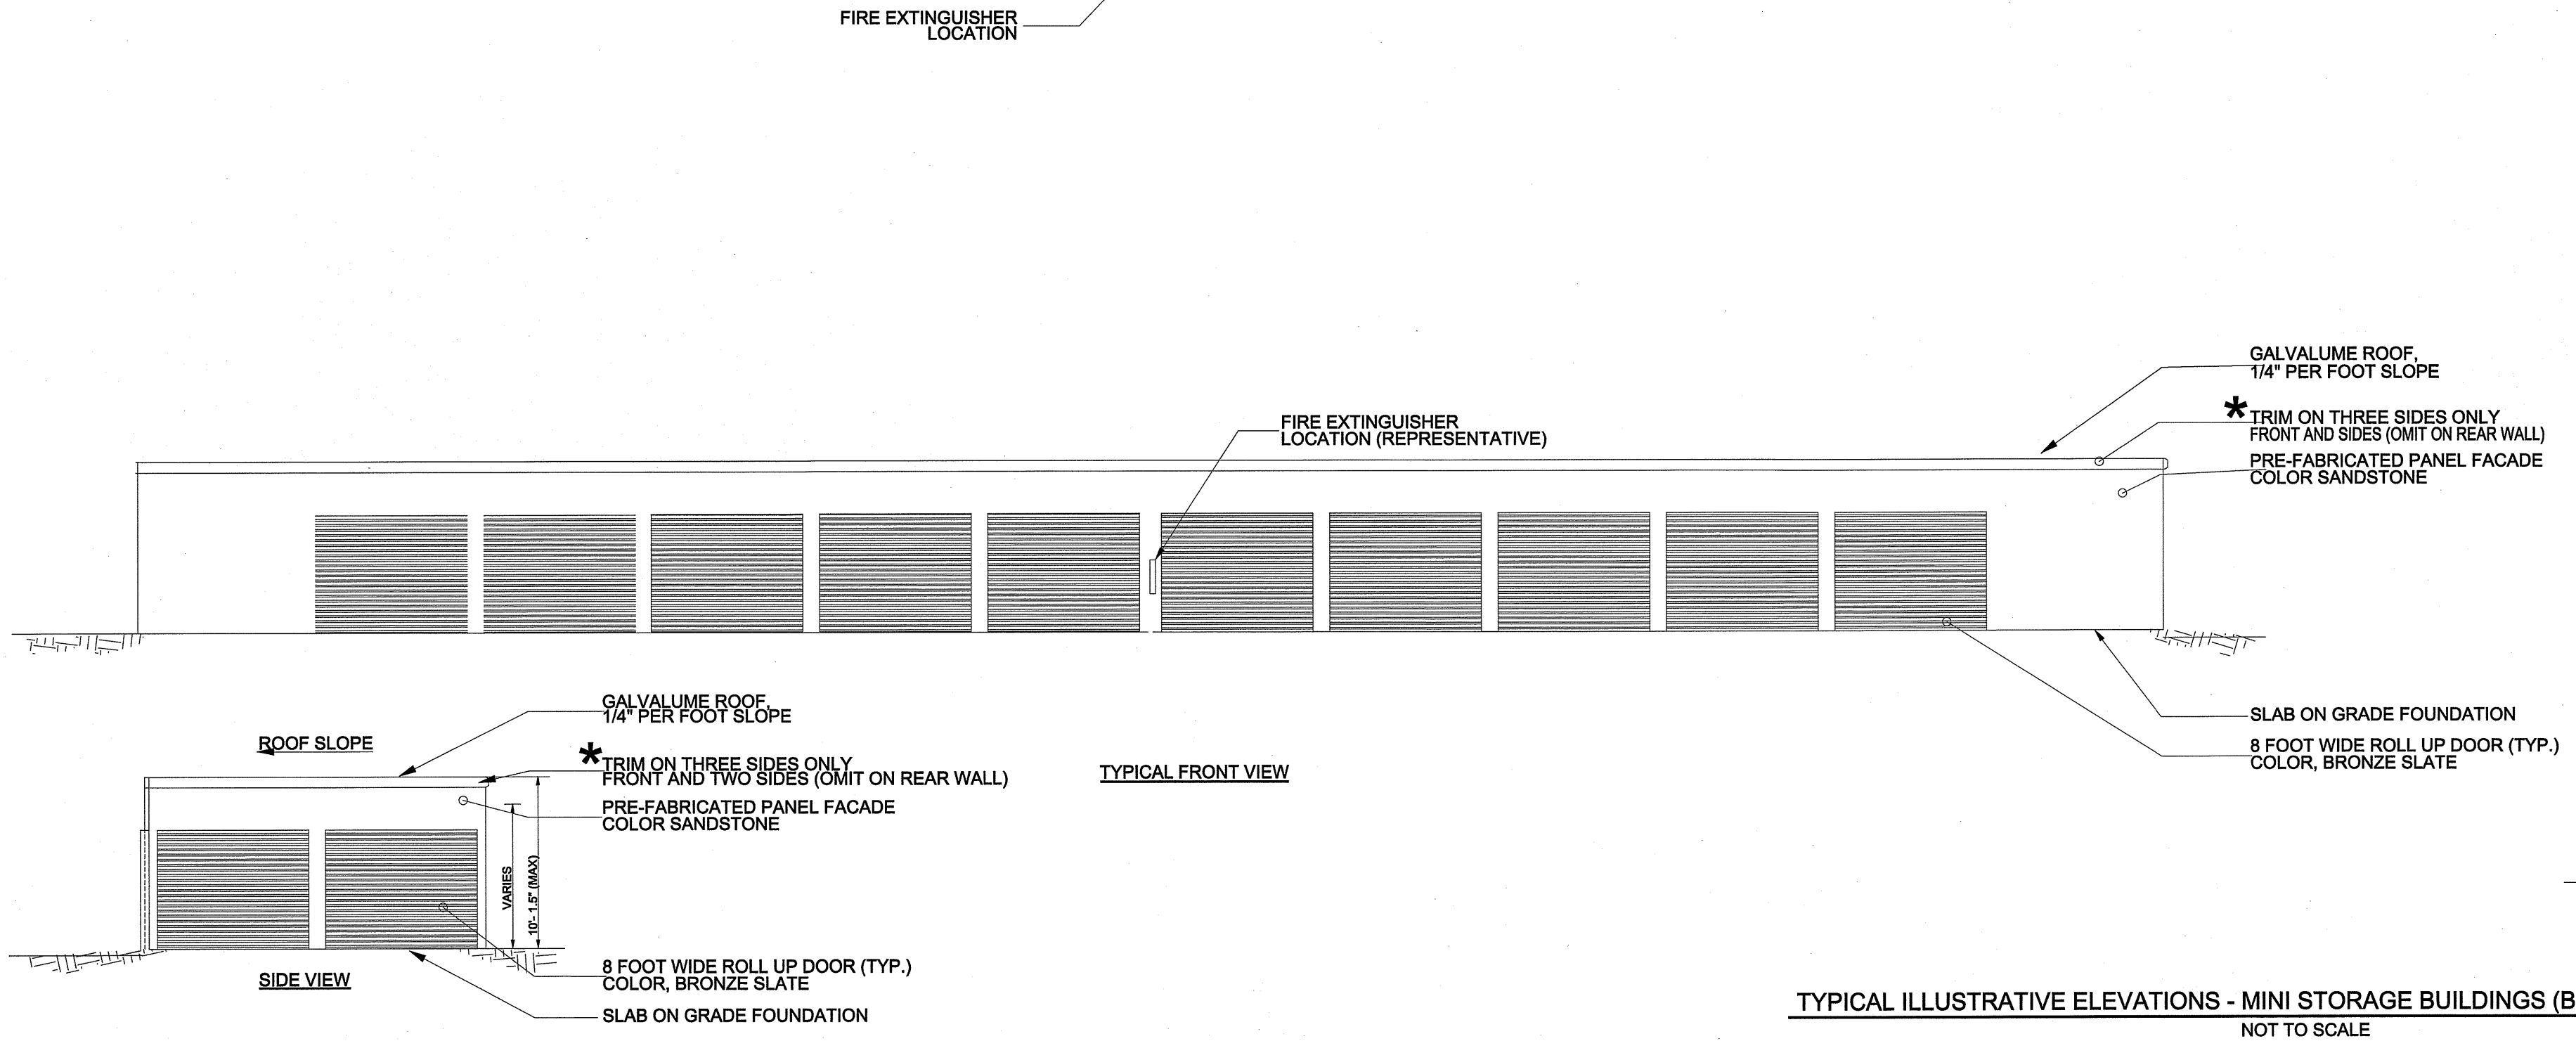 FIRE EXTINGUISHER
LOCATION
GALVALUME ROOF,
1/4" PER FOOT SLOPE
* TRIM ON THREE SIDES ONLY
FRONT AND SIDES (OMIT ON REAR WALL)
PRE-FABRICATED PANEL FACADE
COLOR SANDSTONE
FIRE EXTINGUISHER
LOCATION (REPRESENTATIVE)
SLAB ON GRADE FOUNDATION
8 FOOT WIDE ROLL UP DOOR (TYP.)
COLOR, BRONZE SLATE
TYPICAL FRONT VIEW
GALVALUME ROOF,
1/4" PER FOOT SLOPE
ROOF SLOPE
* TRIM ON THREE SIDES ONLY
FRONT AND TWO SIDES (OMIT ON REAR WALL)
PRE-FABRICATED PANEL FACADE
COLOR SANDSTONE
VARIES
10'- 1.5" (MAX)
8 FOOT WIDE ROLL UP DOOR (TYP.)
COLOR, BRONZE SLATE
SIDE VIEW
SLAB ON GRADE FOUNDATION
TYPICAL ILLUSTRATIVE ELEVATIONS - MINI STORAGE BUILDINGS (B
NOT TO SCALE